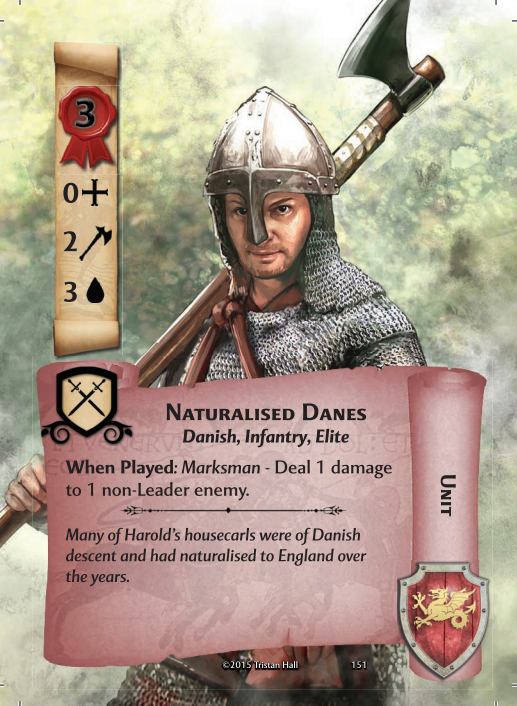 3
0
2
3
Naturalised Danes
Danish, Infantry, Elite
When Played: Marksman - Deal 1 damage
to 1 non-Leader enemy.
Many of Harold's housecarls were of Danish
descent and had naturalised to England over
the years.
Unit
©2015 Tristan Hall 151